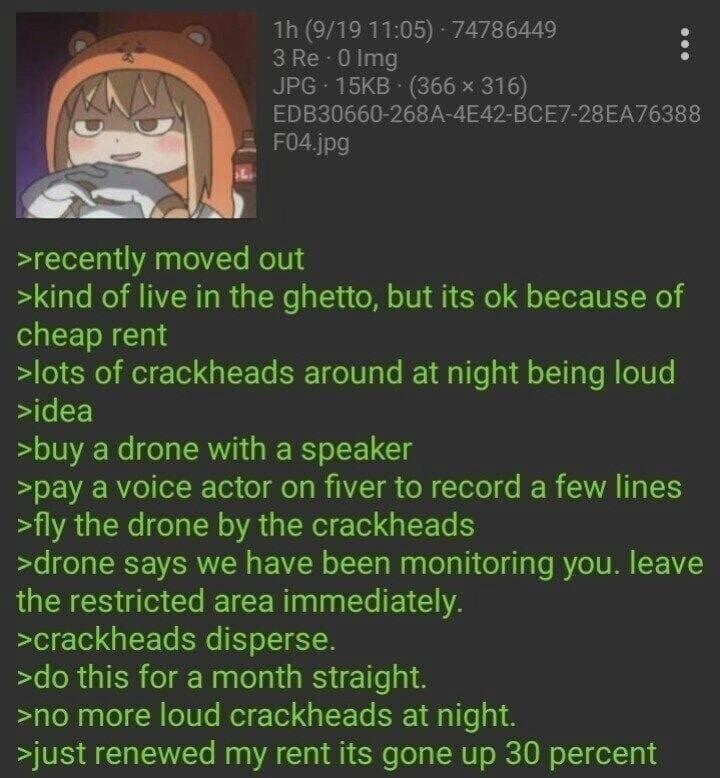 1h (9/19 11:05) · 74786449
3 Re · 0 Img
JPG · 15KB · (366 × 316)
EDB30660-268A-4E42-BCE7-28EA76388
F04.jpg
>recently moved out
>kind of live in the ghetto, but its ok because of
cheap rent
>lots of crackheads around at night being loud
>idea
>buy a drone with a speaker
>pay a voice actor on fiver to record a few lines
>fly the drone by the crackheads
>drone says we have been monitoring you. leave
the restricted area immediately.
>crackheads disperse.
>do this for a month straight.
>no more loud crackheads at night.
>just renewed my rent its gone up 30 percent